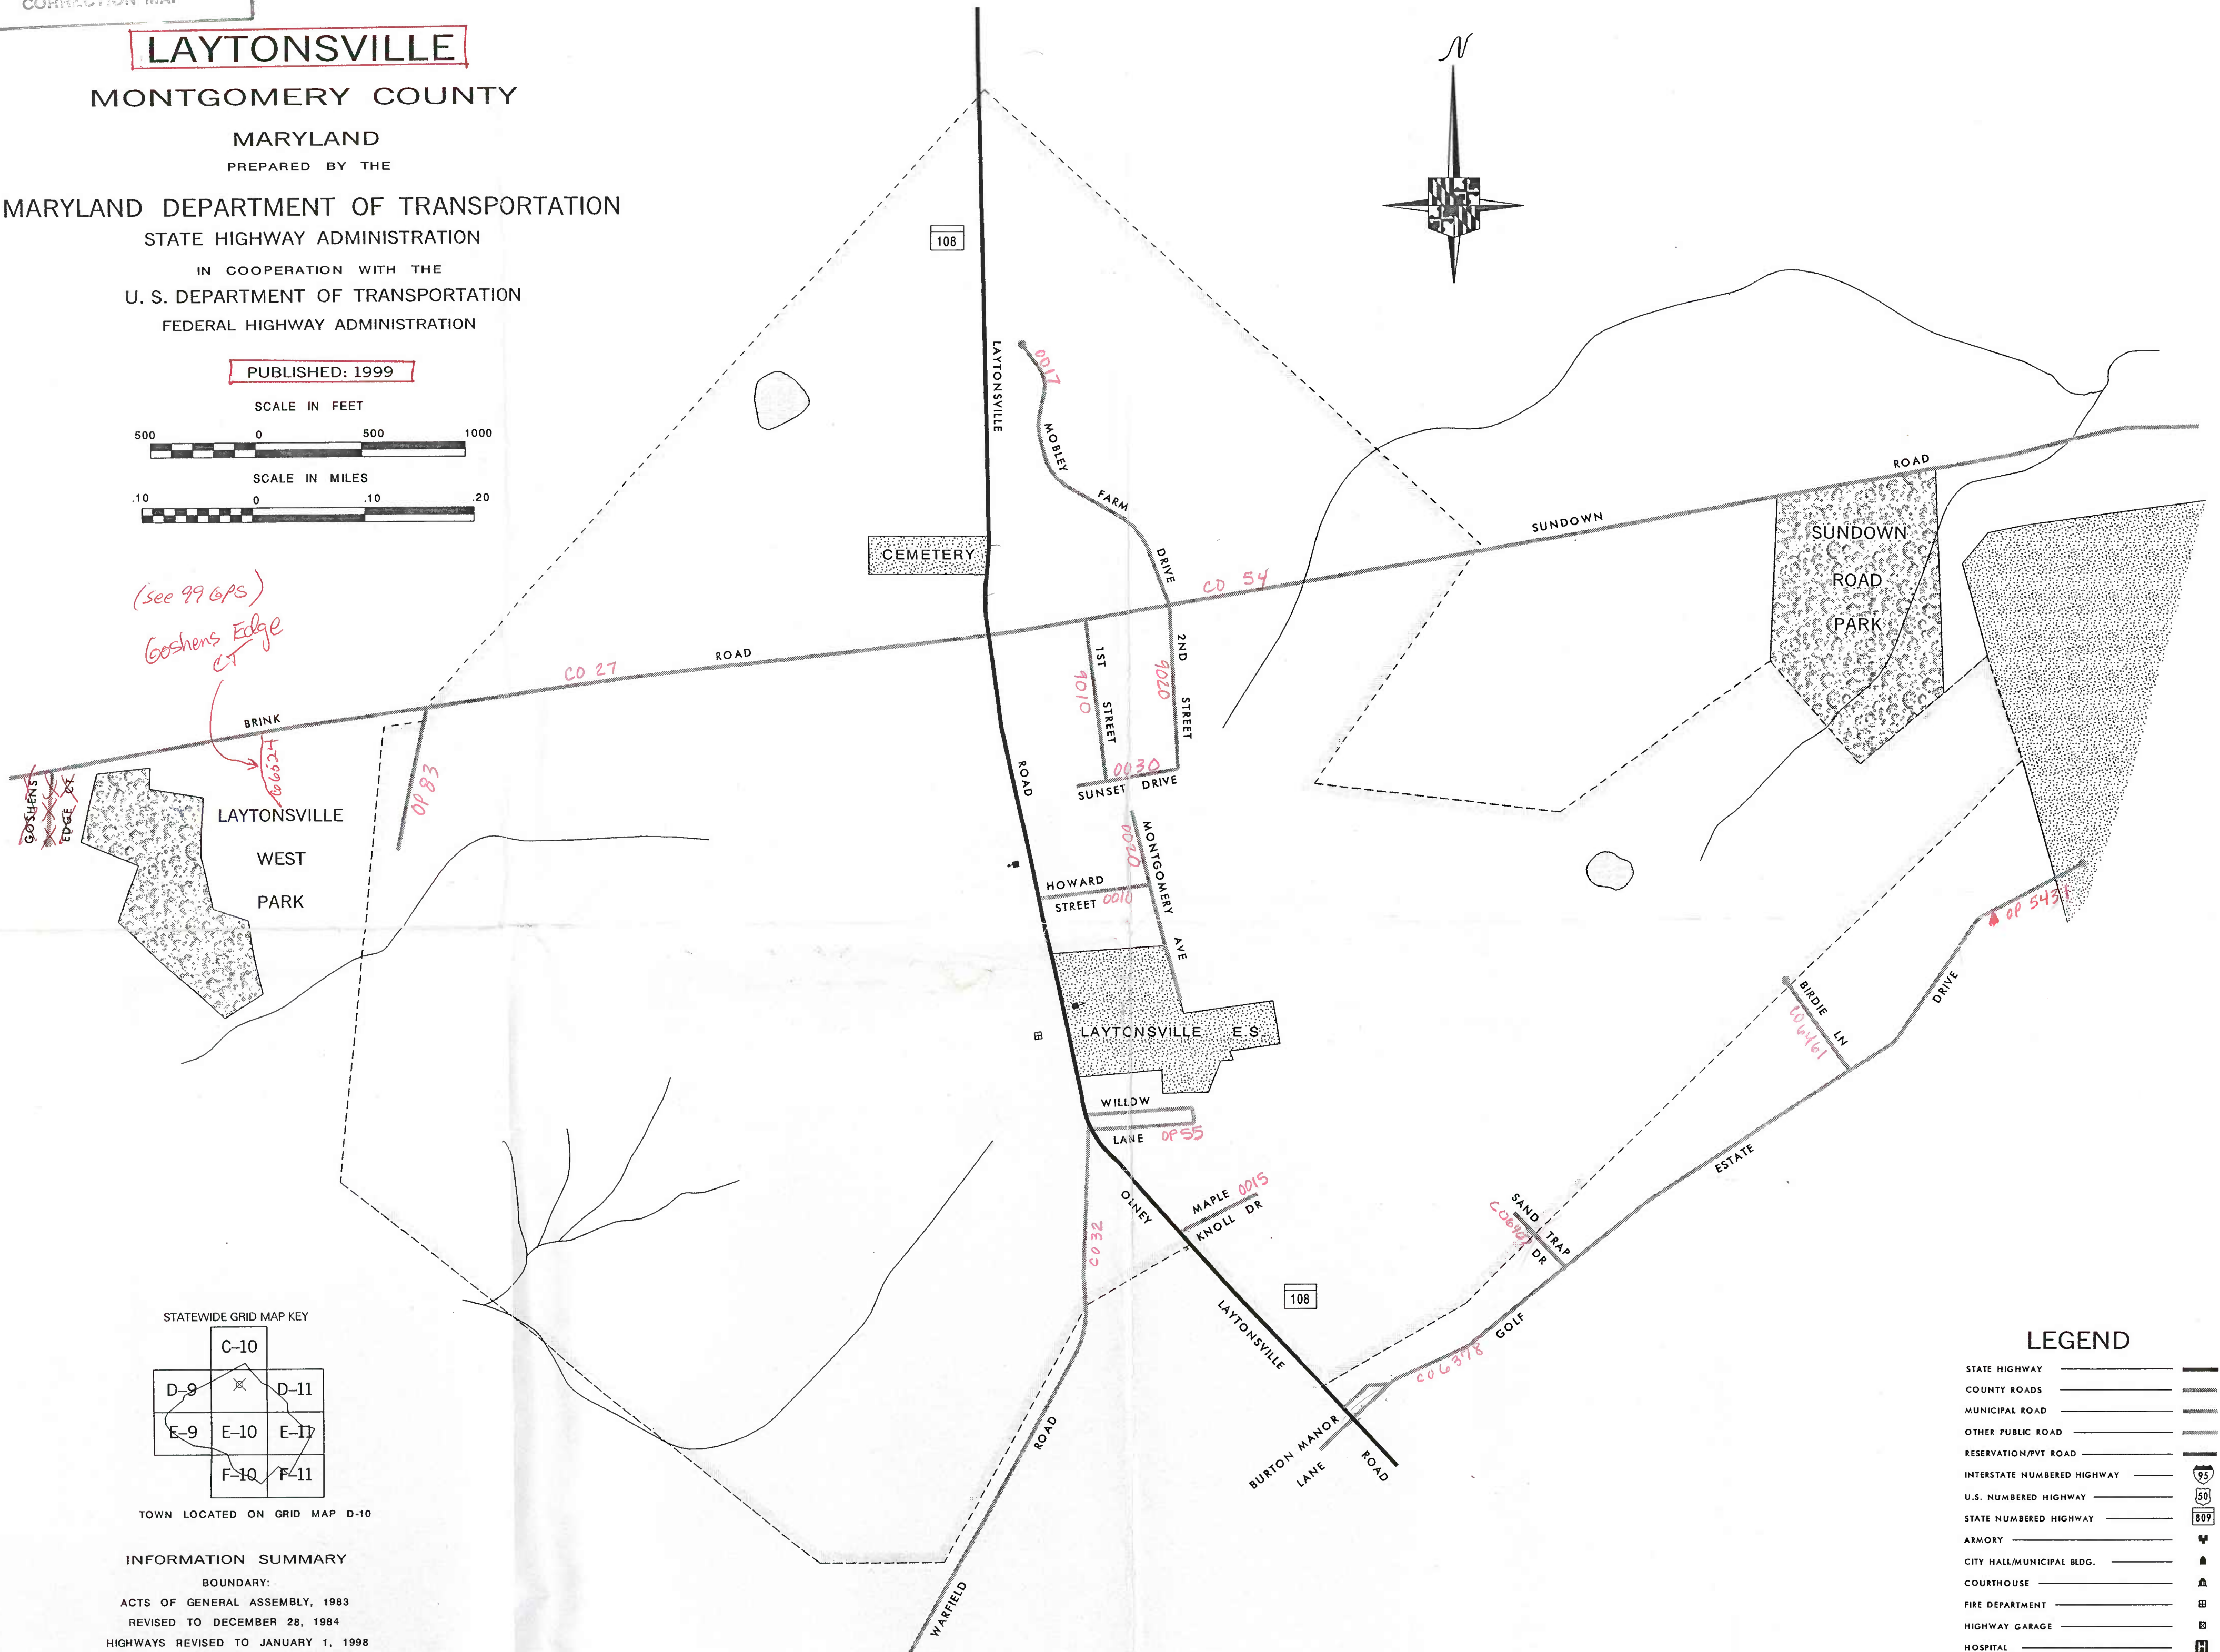 CORRECTION MAP
LAYTONSVILLE
MONTGOMERY COUNTY
MARYLAND
PREPARED BY THE
MARYLAND DEPARTMENT OF TRANSPORTATION
STATE HIGHWAY ADMINISTRATION
IN COOPERATION WITH THE
U. S. DEPARTMENT OF TRANSPORTATION
FEDERAL HIGHWAY ADMINISTRATION
PUBLISHED: 1999
SCALE IN FEET
500 0 500 1000
SCALE IN MILES
.10 0 .10 .20
N
108
LAYTONSVILLE
0017
MOBLEY
FARM
DRIVE
CEMETERY
ROAD
SUNDOWN
CO 54
SUNDOWN
ROAD
PARK
(see 99 GPS)
Goshens Edge
CT
ROAD
CO 27
BRINK
1ST
STREET
9010
2ND
STREET
9020
0030
SUNSET DRIVE
ROAD
OP 83
GOSHENS
EDGE CT
LAYTONSVILLE
WEST
PARK
MONTGOMERY
AVE
0020
HOWARD
STREET 0010
LAYTONSVILLE E.S.
WILLOW
LANE OP55
OP 5431
BIRDIE
LN
CO6461
DRIVE
ESTATE
GOLF
CO 6378
SAND
TRAP
DR
MAPLE 0015
KNOLL DR
OLNEY
CO 32
108
LAYTONSVILLE
ROAD
BURTON MANOR
LANE
ROAD
WARFIELD
STATEWIDE GRID MAP KEY
C-10
D-9 D-11
E-9 E-10 E-11
F-10 F-11
TOWN LOCATED ON GRID MAP D-10
INFORMATION SUMMARY
BOUNDARY:
ACTS OF GENERAL ASSEMBLY, 1983
REVISED TO DECEMBER 28, 1984
HIGHWAYS REVISED TO JANUARY 1, 1998
LEGEND
STATE HIGHWAY
COUNTY ROADS
MUNICIPAL ROAD
OTHER PUBLIC ROAD
RESERVATION/PVT ROAD
INTERSTATE NUMBERED HIGHWAY 95
U.S. NUMBERED HIGHWAY 50
STATE NUMBERED HIGHWAY 809
ARMORY
CITY HALL/MUNICIPAL BLDG.
COURTHOUSE
FIRE DEPARTMENT
HIGHWAY GARAGE
HOSPITAL H